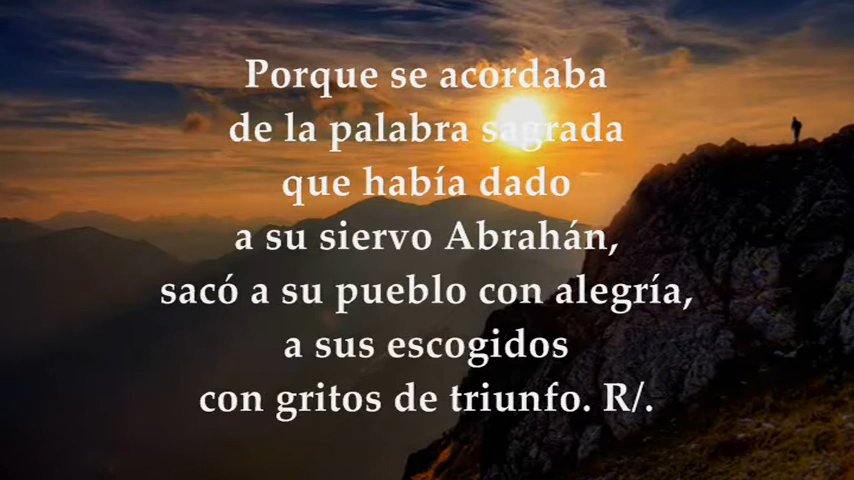 Porque se acordaba
de la palabra sagrada
que había dado
a su siervo Abrahán,
sacó a su pueblo con alegría,
a sus escogidos
con gritos de triunfo. R/.